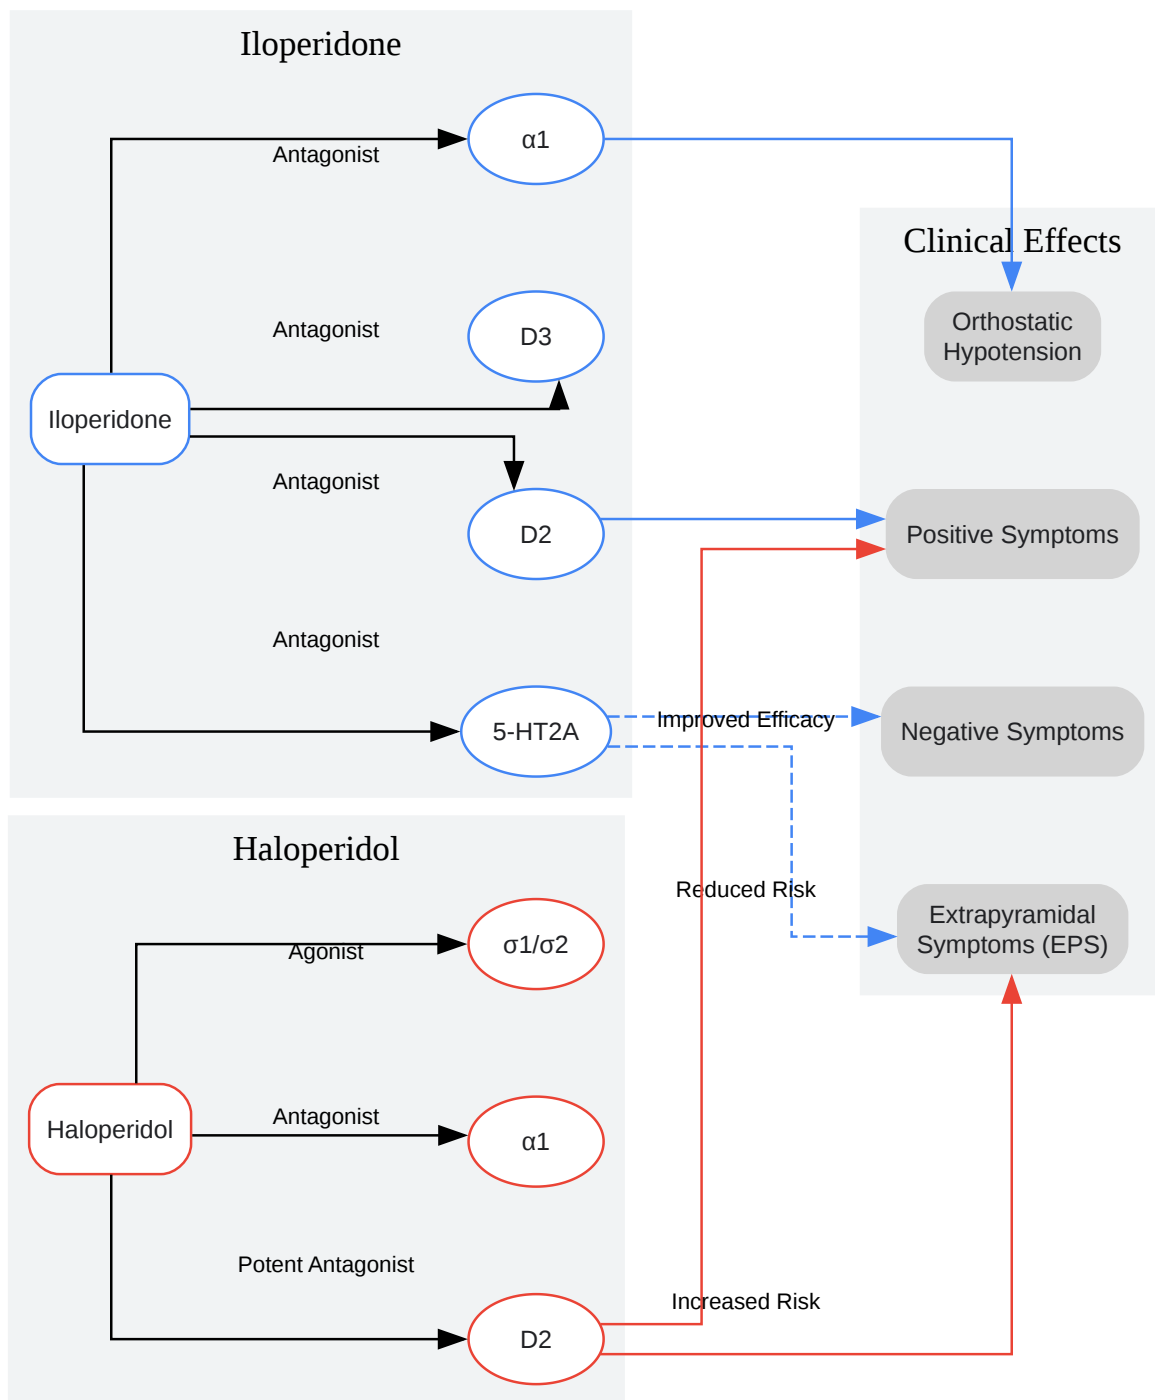 Iloperidone
α1
Antagonist
Clinical Effects
Orthostatic
Hypotension
Antagonist
D3
Iloperidone
Antagonist
D2
Positive Symptoms
Antagonist
5-HT2A
Improved Efficacy
Negative Symptoms
Haloperidol
Reduced Risk
Extrapyramidal
Symptoms (EPS)
Agonist
σ1/σ2
Haloperidol
Antagonist
α1
Potent Antagonist
Increased Risk
D2